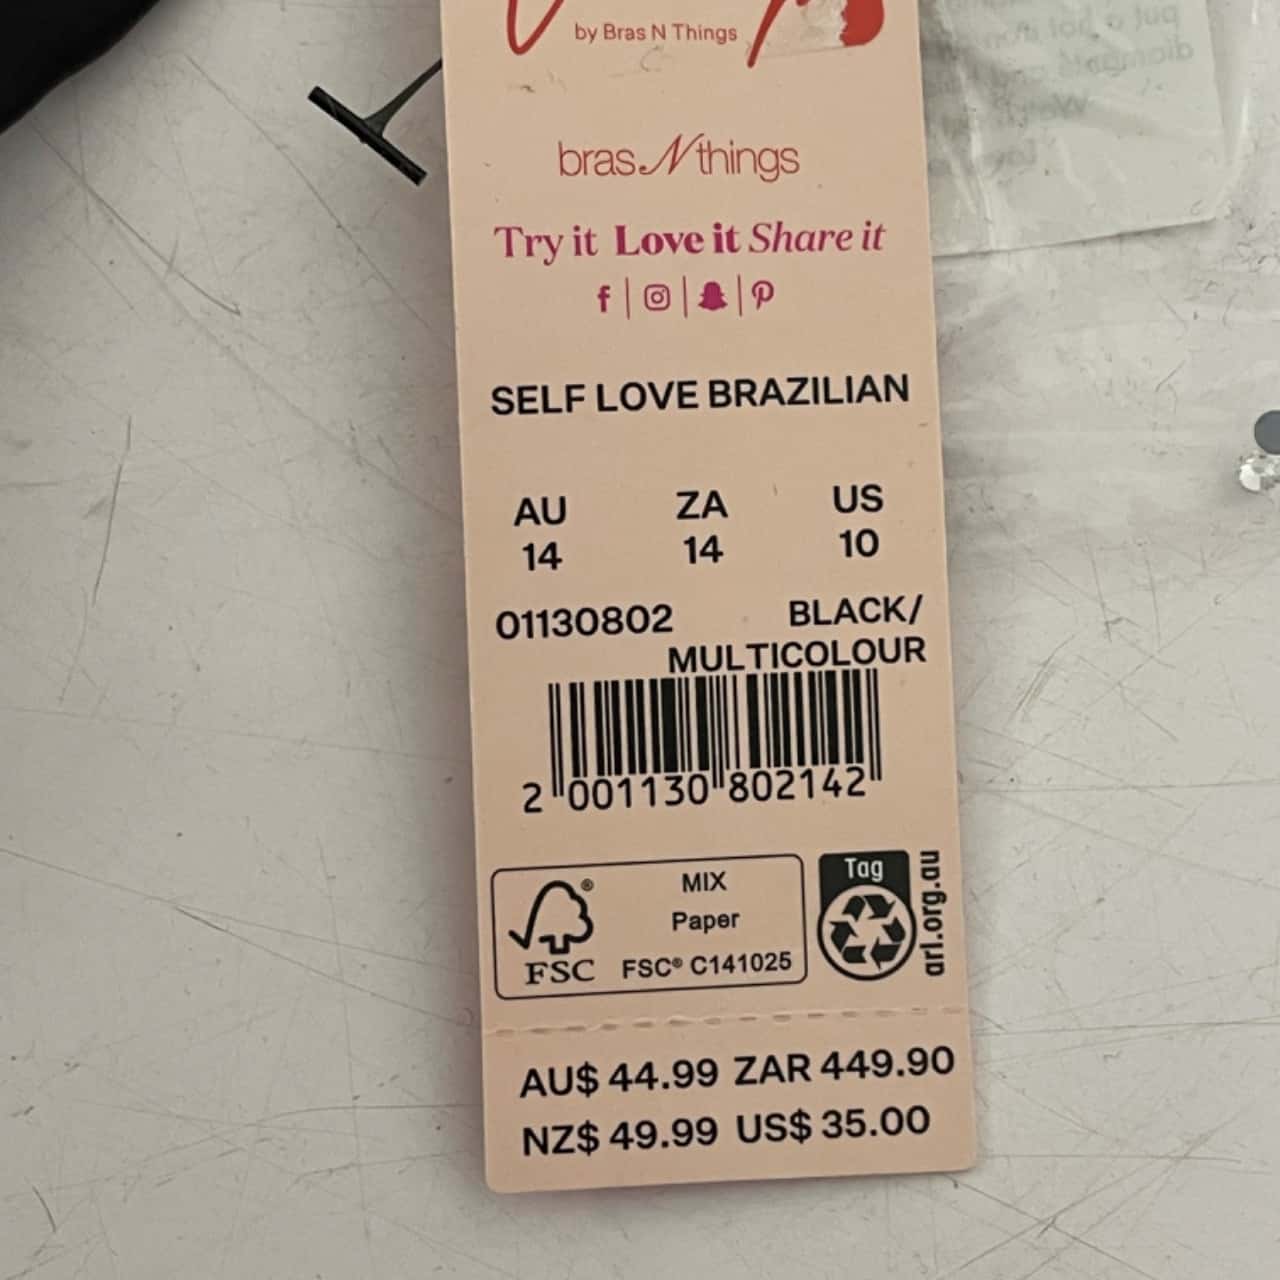 by Bras N Things
bras N things
Try it Love it Share it
SELF LOVE BRAZILIAN
AU ZA US
14 14 10
01130802 BLACK/
MULTICOLOUR
2 001130 802142
Tag
MIX
Paper
FSC® C141025
FSC
arl.org.au
AU$ 44.99 ZAR 449.90
NZ$ 49.99 US$ 35.00